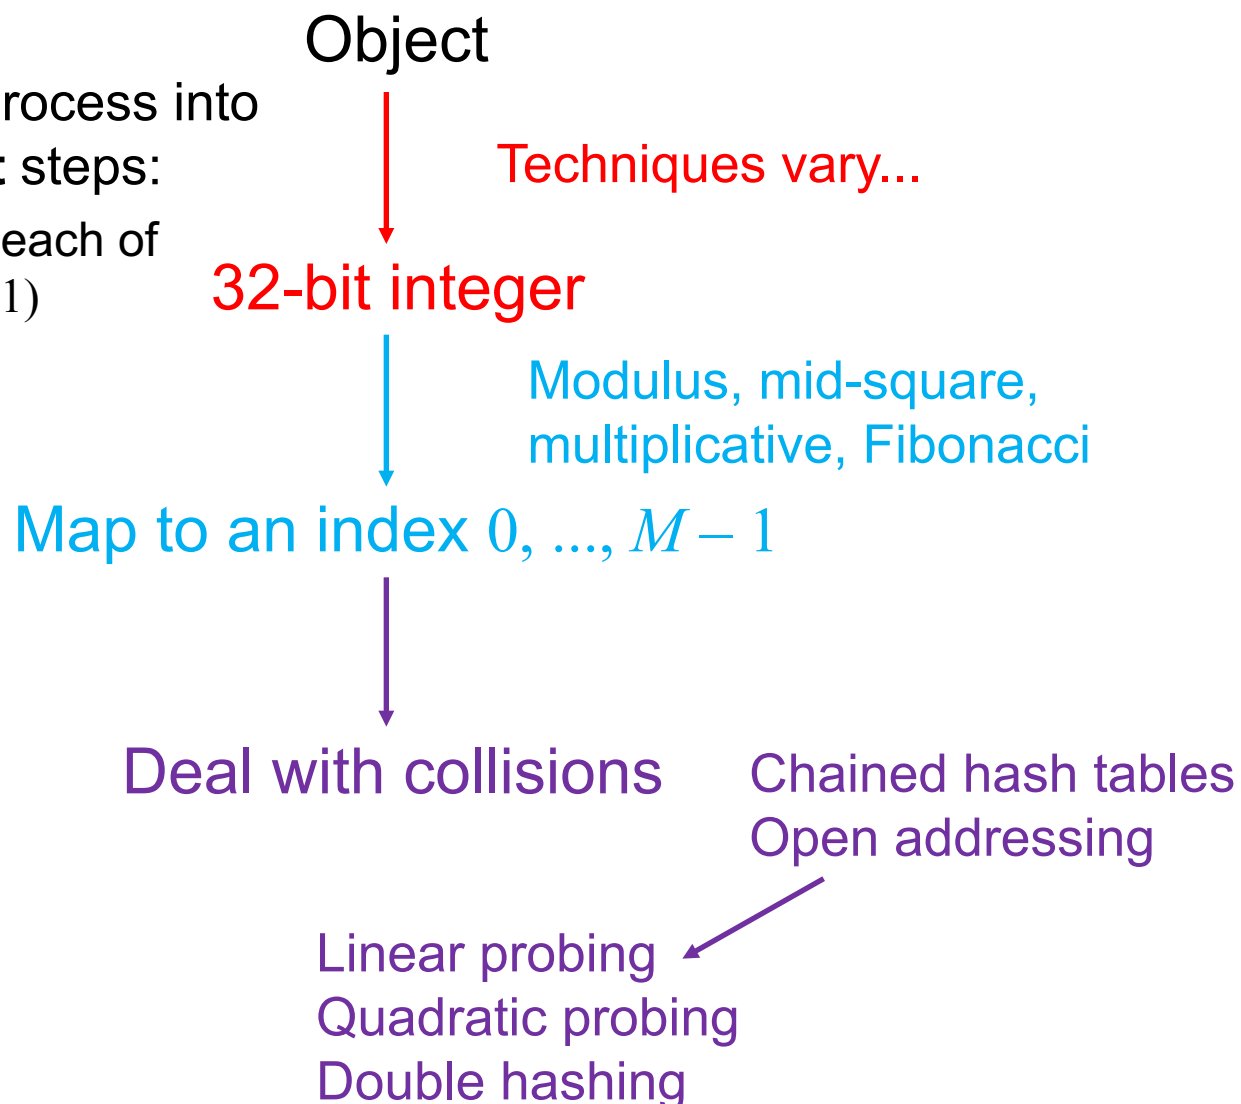 Object
rocess into
t steps:
Techniques vary...
each of
1)
32-bit integer
Modulus, mid-square,
multiplicative, Fibonacci
Map to an index 0, ..., M – 1
Deal with collisions
Chained hash tables
Open addressing
Linear probing
Quadratic probing
Double hashing